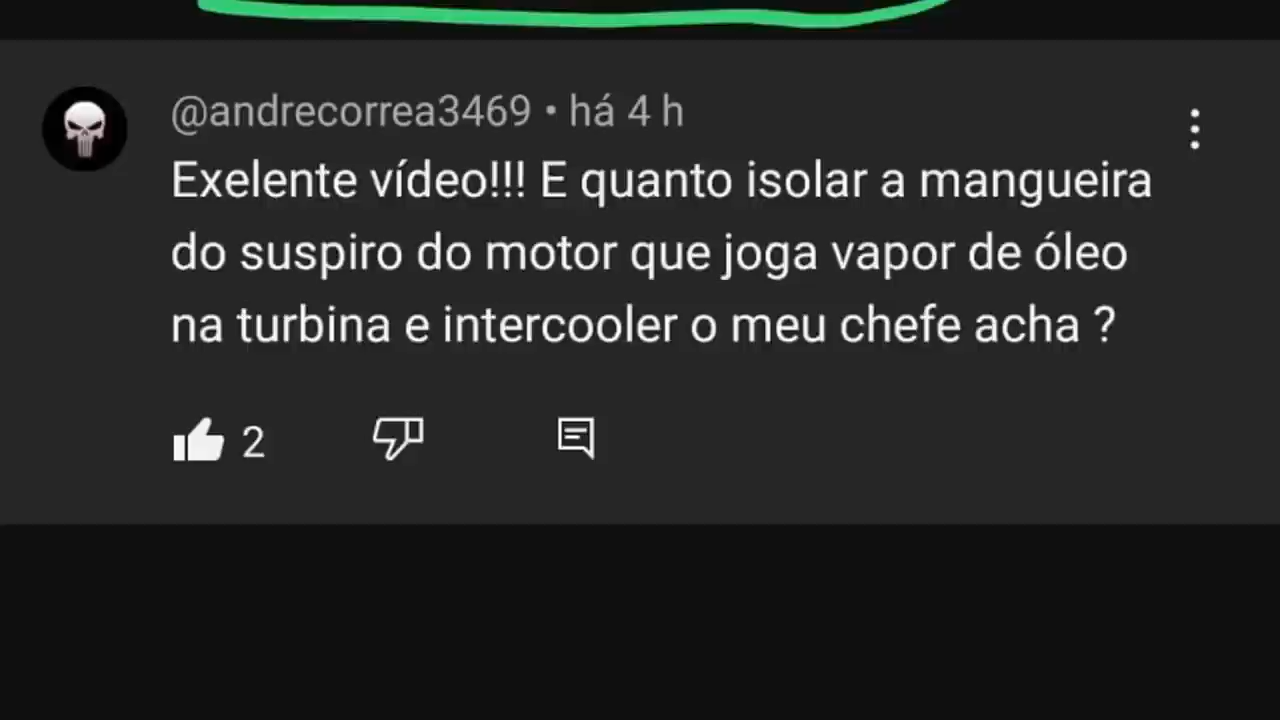 @andrecorrea3469 • há 4 h
Exelente vídeo!!! E quanto isolar a mangueira
do suspiro do motor que joga vapor de óleo
na turbina e intercooler o meu chefe acha ?
2